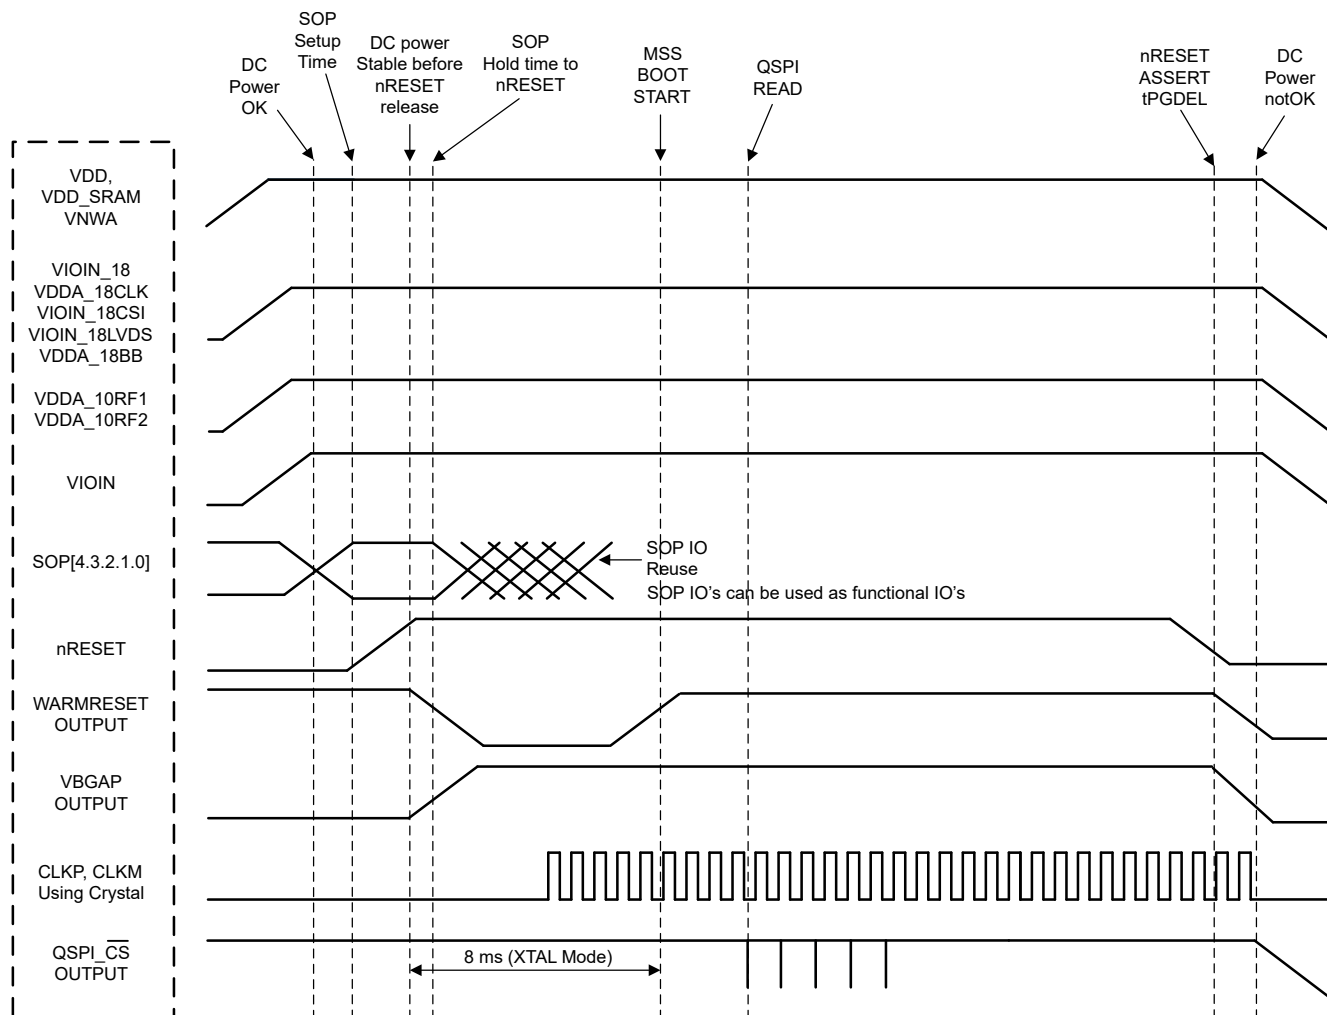 SOP
Setup
Time
DC
Power
OK
DC power
Stable before
nRESET
release
SOP
Hold time to
nRESET
MSS
BOOT
START
QSPI
READ
nRESET
ASSERT
tPGDEL
DC
Power
notOK
VDD,
VDD_SRAM
VNWA
VIOIN_18
VDDA_18CLK
VIOIN_18CSI
VIOIN_18LVDS
VDDA_18BB
VDDA_10RF1
VDDA_10RF2
VIOIN
SOP[4.3.2.1.0]
SOP IO
Reuse
SOP IO's can be used as functional IO's
nRESET
WARMRESET
OUTPUT
VBGAP
OUTPUT
CLKP, CLKM
Using Crystal
QSPI_C̅S̅
OUTPUT
8 ms (XTAL Mode)